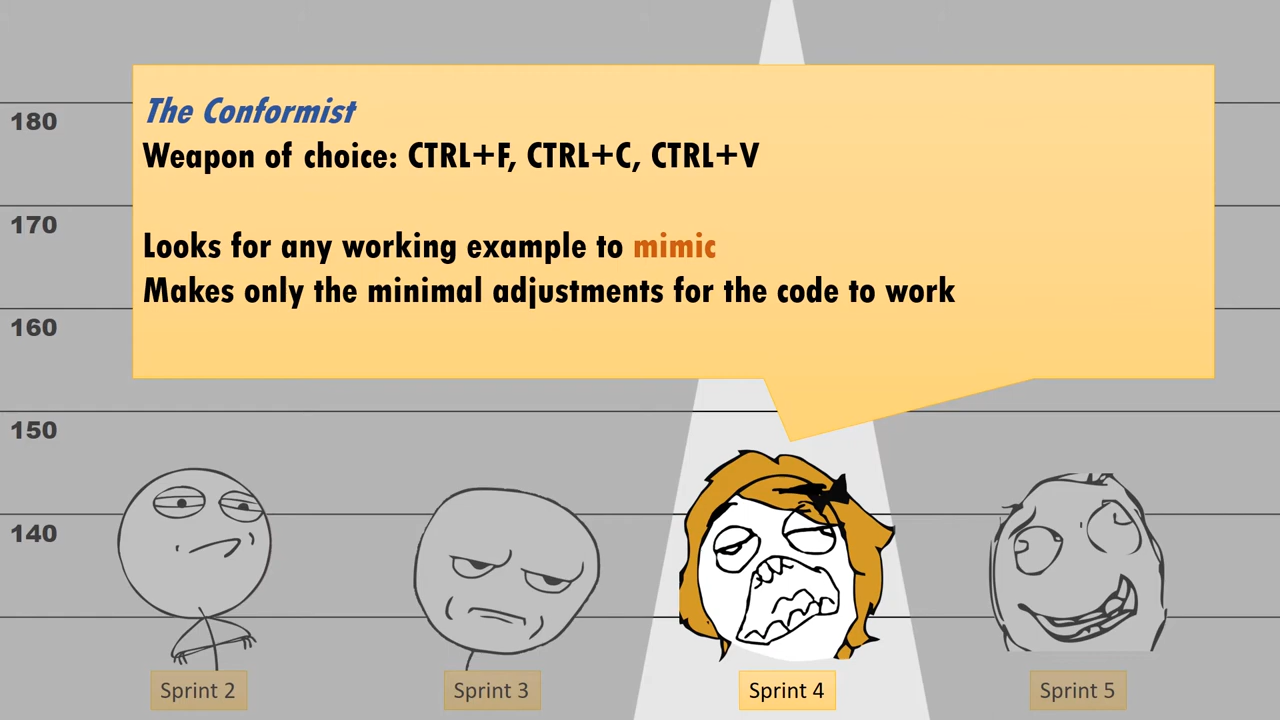 The Conformist
Weapon of choice: CTRL+F, CTRL+C, CTRL+V
Looks for any working example to mimic
Makes only the minimal adjustments for the code to work
180
170
160
150
140
Sprint 2
Sprint 3
Sprint 4
Sprint 5